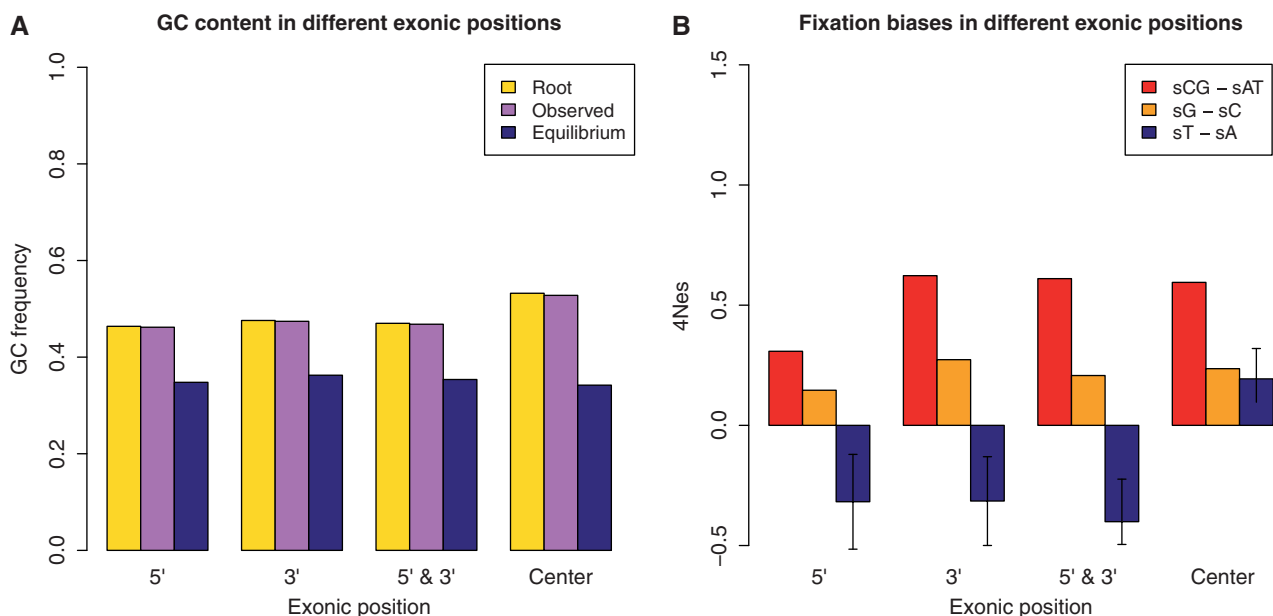 A
GC content in different exonic positions
1.0
0.8
0.6
0.4
0.2
0.0
GC frequency
Root
Observed
Equilibrium
5'
3'
5' & 3'
Center
Exonic position
B
Fixation biases in different exonic positions
1.5
1.0
0.5
0.0
−0.5
4Nes
sCG − sAT
sG − sC
sT − sA
5'
3'
5' & 3'
Center
Exonic position